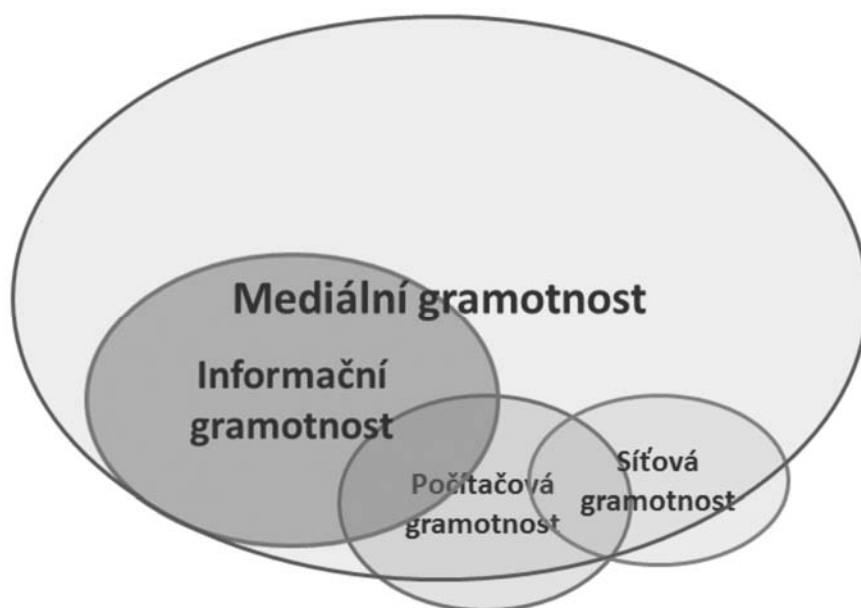 Mediální gramotnost
Informační
gramotnost
Počítačová
gramotnost
Síťová
gramotnost